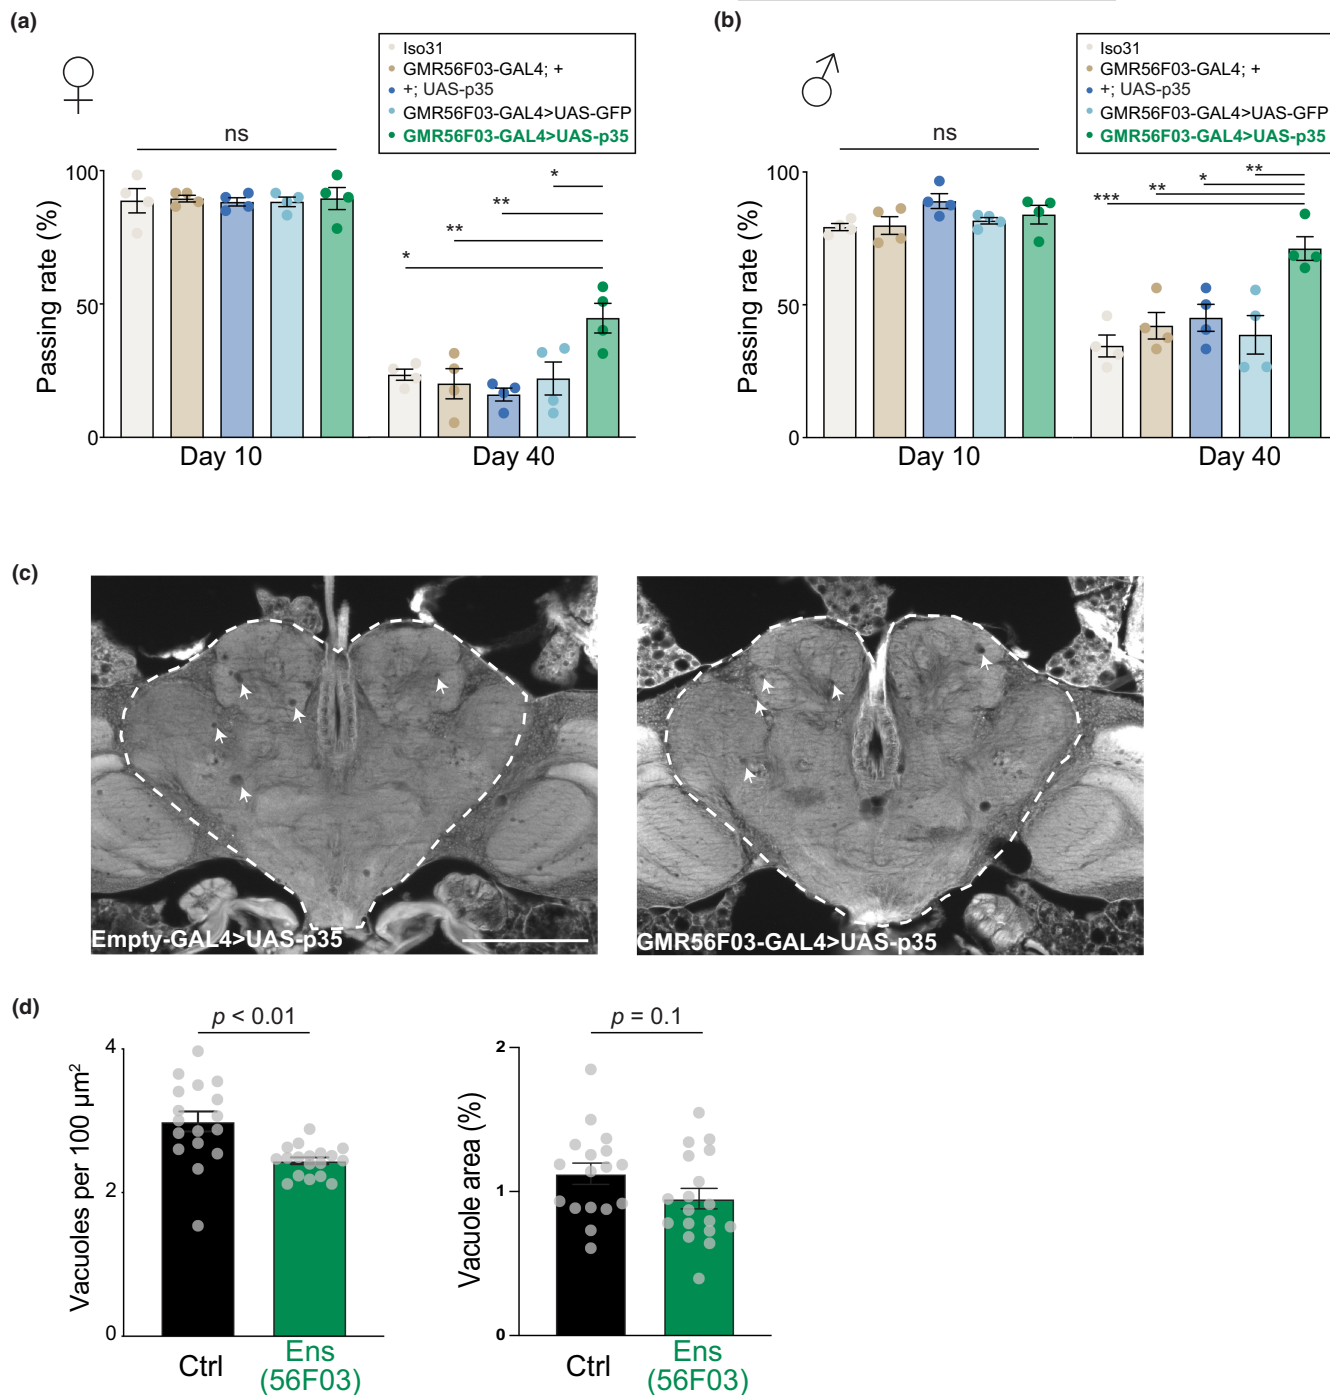 (a)
♀
Iso31
GMR56F03-GAL4; +
+; UAS-p35
GMR56F03-GAL4>UAS-GFP
GMR56F03-GAL4>UAS-p35
ns
*
**
**
*
Passing rate (%)
100
50
0
Day 10
Day 40
(b)
♂
Iso31
GMR56F03-GAL4; +
+; UAS-p35
GMR56F03-GAL4>UAS-GFP
GMR56F03-GAL4>UAS-p35
ns
**
*
**
***
Passing rate (%)
100
50
0
Day 10
Day 40
(c)
Empty-GAL4>UAS-p35
GMR56F03-GAL4>UAS-p35
(d)
p < 0.01
Vacuoles per 100 µm²
4
2
0
Ctrl
Ens
(56F03)
p = 0.1
Vacuole area (%)
2
1
0
Ctrl
Ens
(56F03)